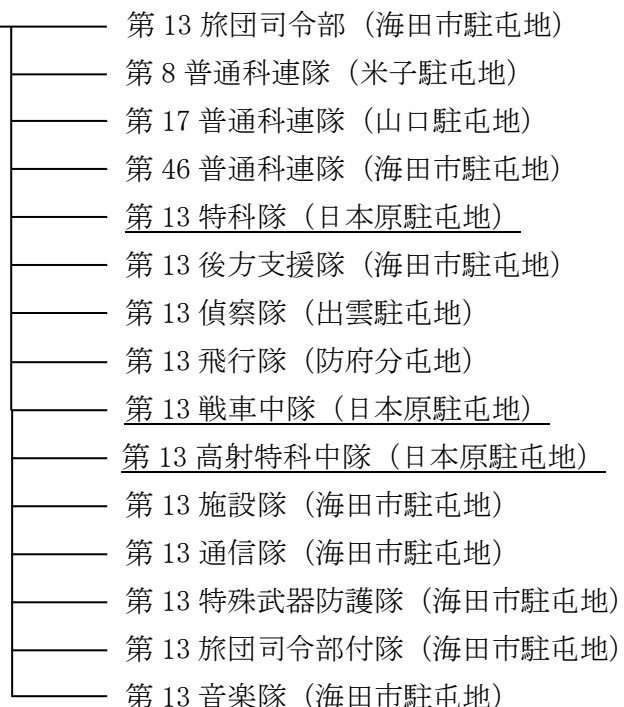 第 13 旅団司令部（海田市駐屯地）
第 8 普通科連隊（米子駐屯地）
第 17 普通科連隊（山口駐屯地）
第 46 普通科連隊（海田市駐屯地）
第 13 特科隊（日本原駐屯地）
第 13 後方支援隊（海田市駐屯地）
第 13 偵察隊（出雲駐屯地）
第 13 飛行隊（防府分屯地）
第 13 戦車中隊（日本原駐屯地）
第 13 高射特科中隊（日本原駐屯地）
第 13 施設隊（海田市駐屯地）
第 13 通信隊（海田市駐屯地）
第 13 特殊武器防護隊（海田市駐屯地）
第 13 旅団司令部付隊（海田市駐屯地）
第 13 音楽隊（海田市駐屯地）